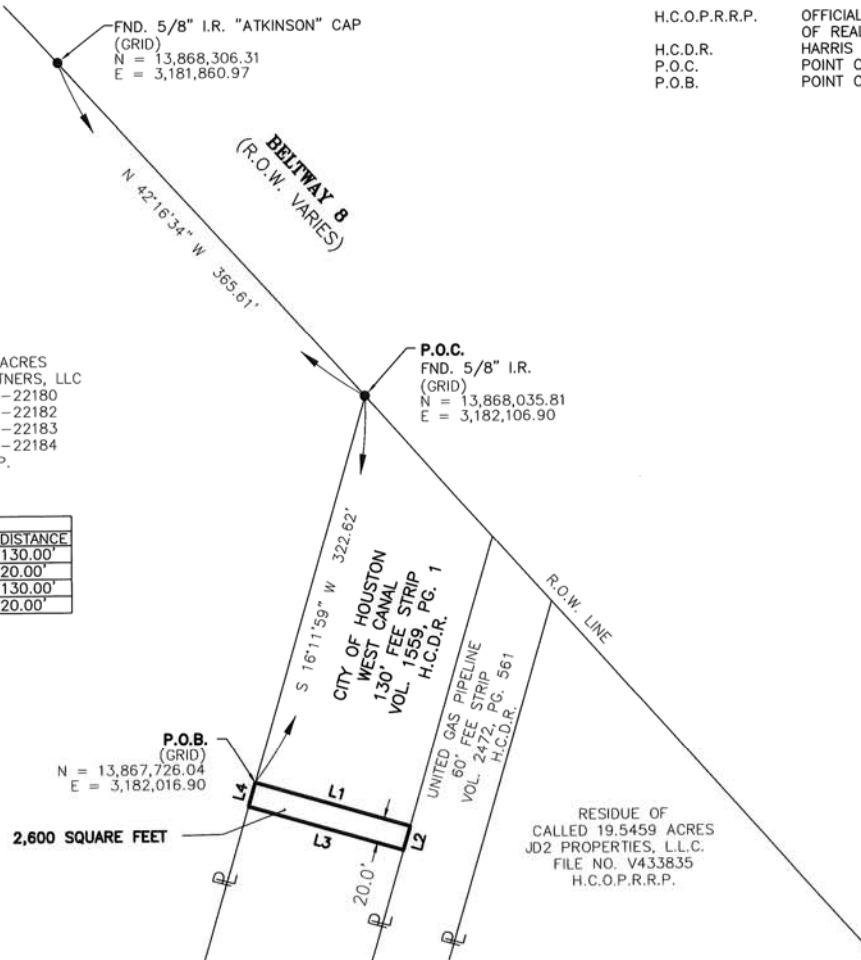 FND. 5/8" I.R. "ATKINSON" CAP
(GRID)
N = 13,868,306.31
E = 3,181,860.97
H.C.O.P.R.R.P. OFFICIAL
OF REAL
H.C.D.R. HARRIS
P.O.C. POINT O
P.O.B. POINT O
BELTWAY 8
(R.O.W. VARIES)
N 42°16'34" W 365.61'
P.O.C.
FND. 5/8" I.R.
(GRID)
N = 13,868,035.81
E = 3,182,106.90
ACRES
TNERS, LLC
-22180
-22182
-22183
-22184
P.
DISTANCE
130.00'
20.00'
130.00'
20.00'
S 16°11'59" W 322.62'
CITY OF HOUSTON
WEST CANAL
130' FEE STRIP
VOL. 1559, PG. 1
H.C.D.R.
R.O.W. LINE
UNITED GAS PIPELINE
60' FEE STRIP
VOL. 2472, PG. 561
H.C.D.R.
P.O.B.
(GRID)
N = 13,867,726.04
E = 3,182,016.90
L4
L1
L2
L3
2,600 SQUARE FEET
20.0'
RESIDUE OF
CALLED 19.5459 ACRES
JD2 PROPERTIES, L.L.C.
FILE NO. V433835
H.C.O.P.R.R.P.
PL
PL
PL